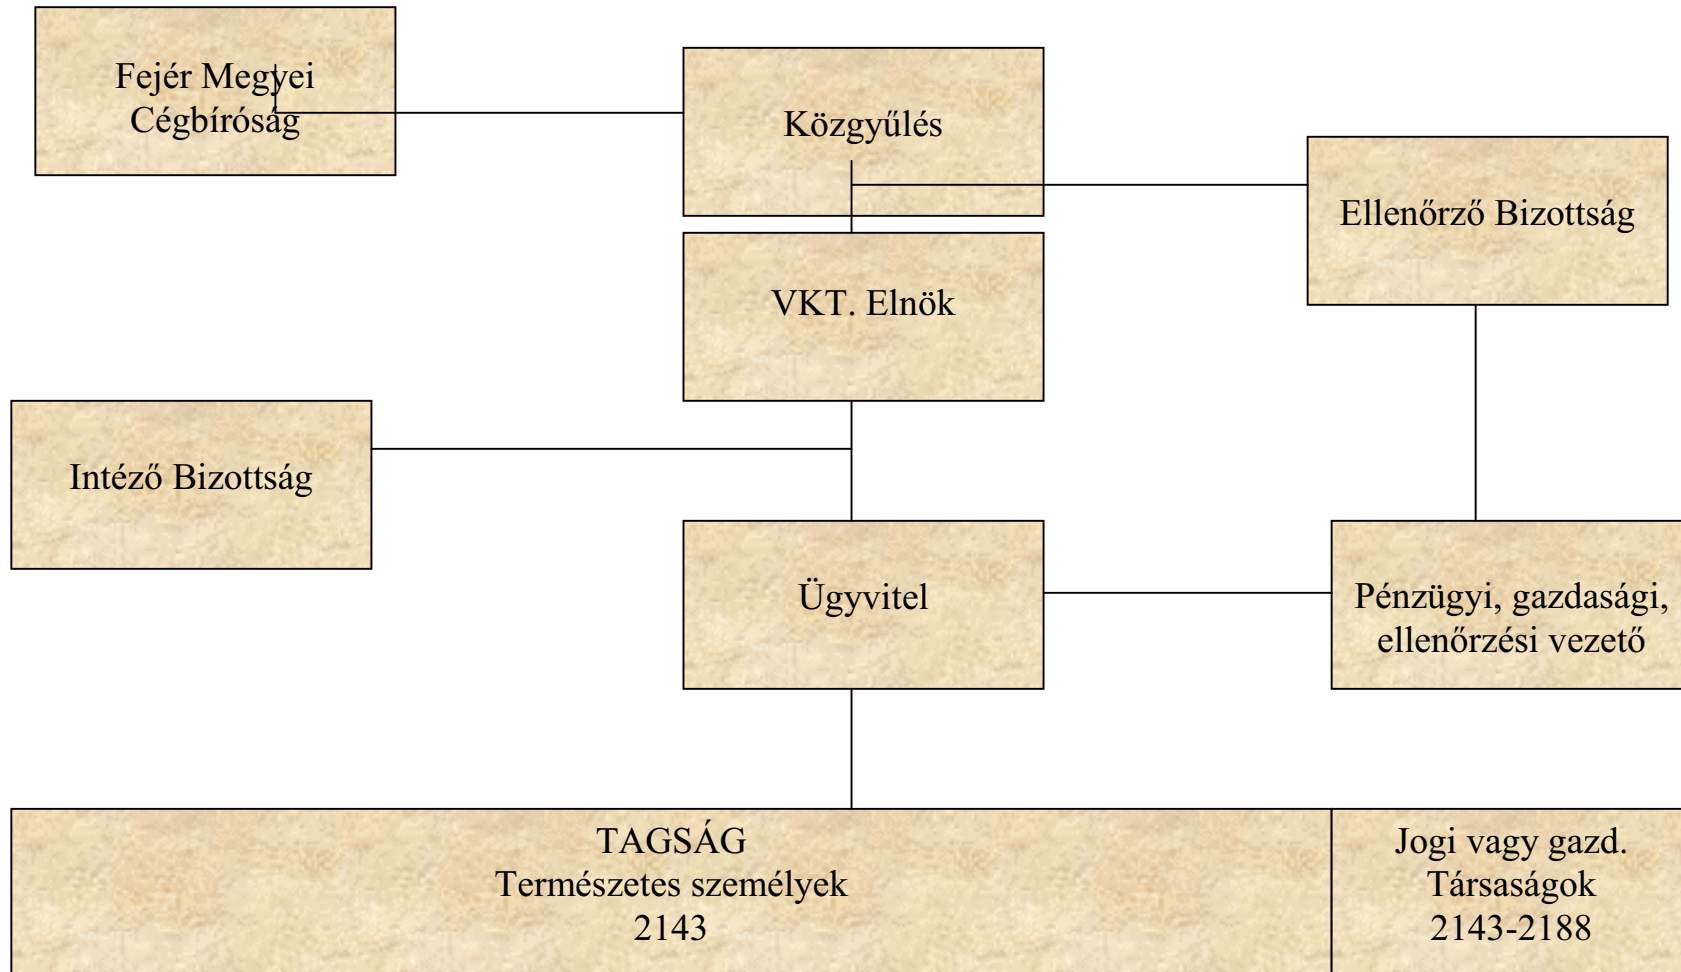 Fejér Megyei
Cégbíróság
Közgyűlés
Ellenőrző Bizottság
VKT. Elnök
Intéző Bizottság
Ügyvitel
Pénzügyi, gazdasági,
ellenőrzési vezető
TAGSÁG
Természetes személyek
2143
Jogi vagy gazd.
Társaságok
2143-2188